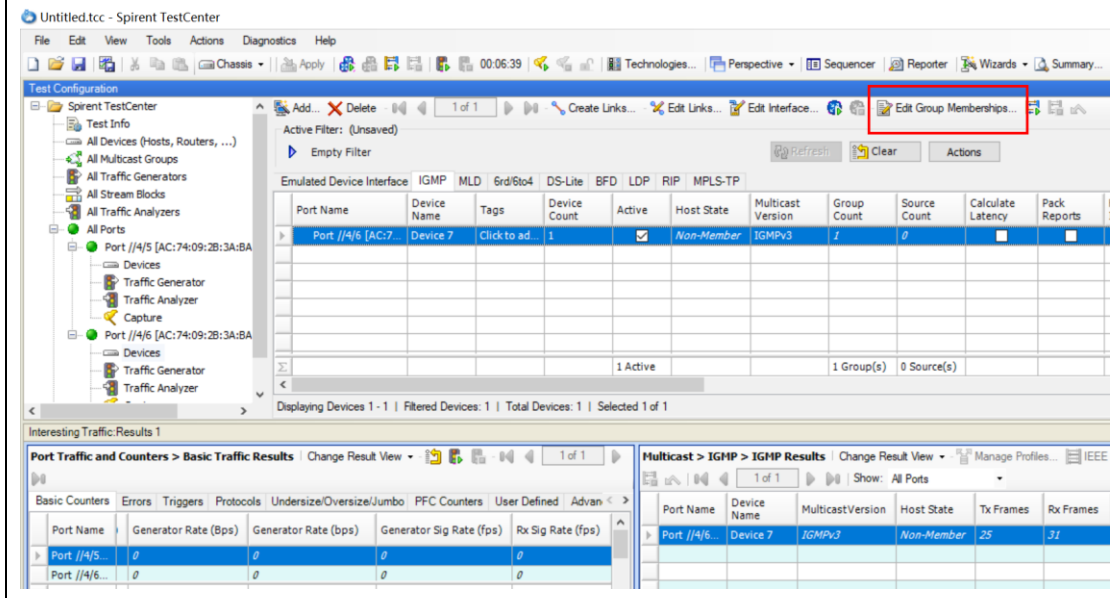 Untitled.tcc - Spirent TestCenter
File Edit View Tools Actions Diagnostics Help
Chassis Apply 00:06:39 Technologies... Perspective Sequencer Reporter Wizards Summary...
Test Configuration
Spirent TestCenter
Test Info
All Devices (Hosts, Routers, ...)
All Multicast Groups
All Traffic Generators
All Stream Blocks
All Traffic Analyzers
All Ports
Port //4/5 [AC:74:09:2B:3A:BA
Devices
Traffic Generator
Traffic Analyzer
Capture
Port //4/6 [AC:74:09:2B:3A:BA
Devices
Traffic Generator
Traffic Analyzer
Add... Delete 1 of 1 Create Links... Edit Links... Edit Interface... Edit Group Memberships...
Active Filter: (Unsaved)
Empty Filter Refresh Clear Actions
Emulated Device Interface IGMP MLD 6rd/6to4 DS-Lite BFD LDP RIP MPLS-TP
Port Name Device Name Tags Device Count Active Host State Multicast Version Group Count Source Count Calculate Latency Pack Reports
Port //4/6 [AC:7... Device 7 Click to ad... 1 Non-Member IGMPv3 1 0
Σ 1 Active 1 Group(s) 0 Source(s)
Displaying Devices 1 - 1 | Filtered Devices: 1 | Total Devices: 1 | Selected 1 of 1
Interesting Traffic:Results 1
Port Traffic and Counters > Basic Traffic Results Change Result View 1 of 1
Basic Counters Errors Triggers Protocols Undersize/Oversize/Jumbo PFC Counters User Defined Advan
Port Name Generator Rate (Bps) Generator Rate (bps) Generator Sig Rate (fps) Rx Sig Rate (fps)
Port //4/5... 0 0 0 0
Port //4/6... 0 0 0 0
Multicast > IGMP > IGMP Results Change Result View Manage Profiles... IEEE
1 of 1 Show: All Ports
Port Name Device Name MulticastVersion Host State Tx Frames Rx Frames
Port //4/6... Device 7 IGMPv3 Non-Member 25 31